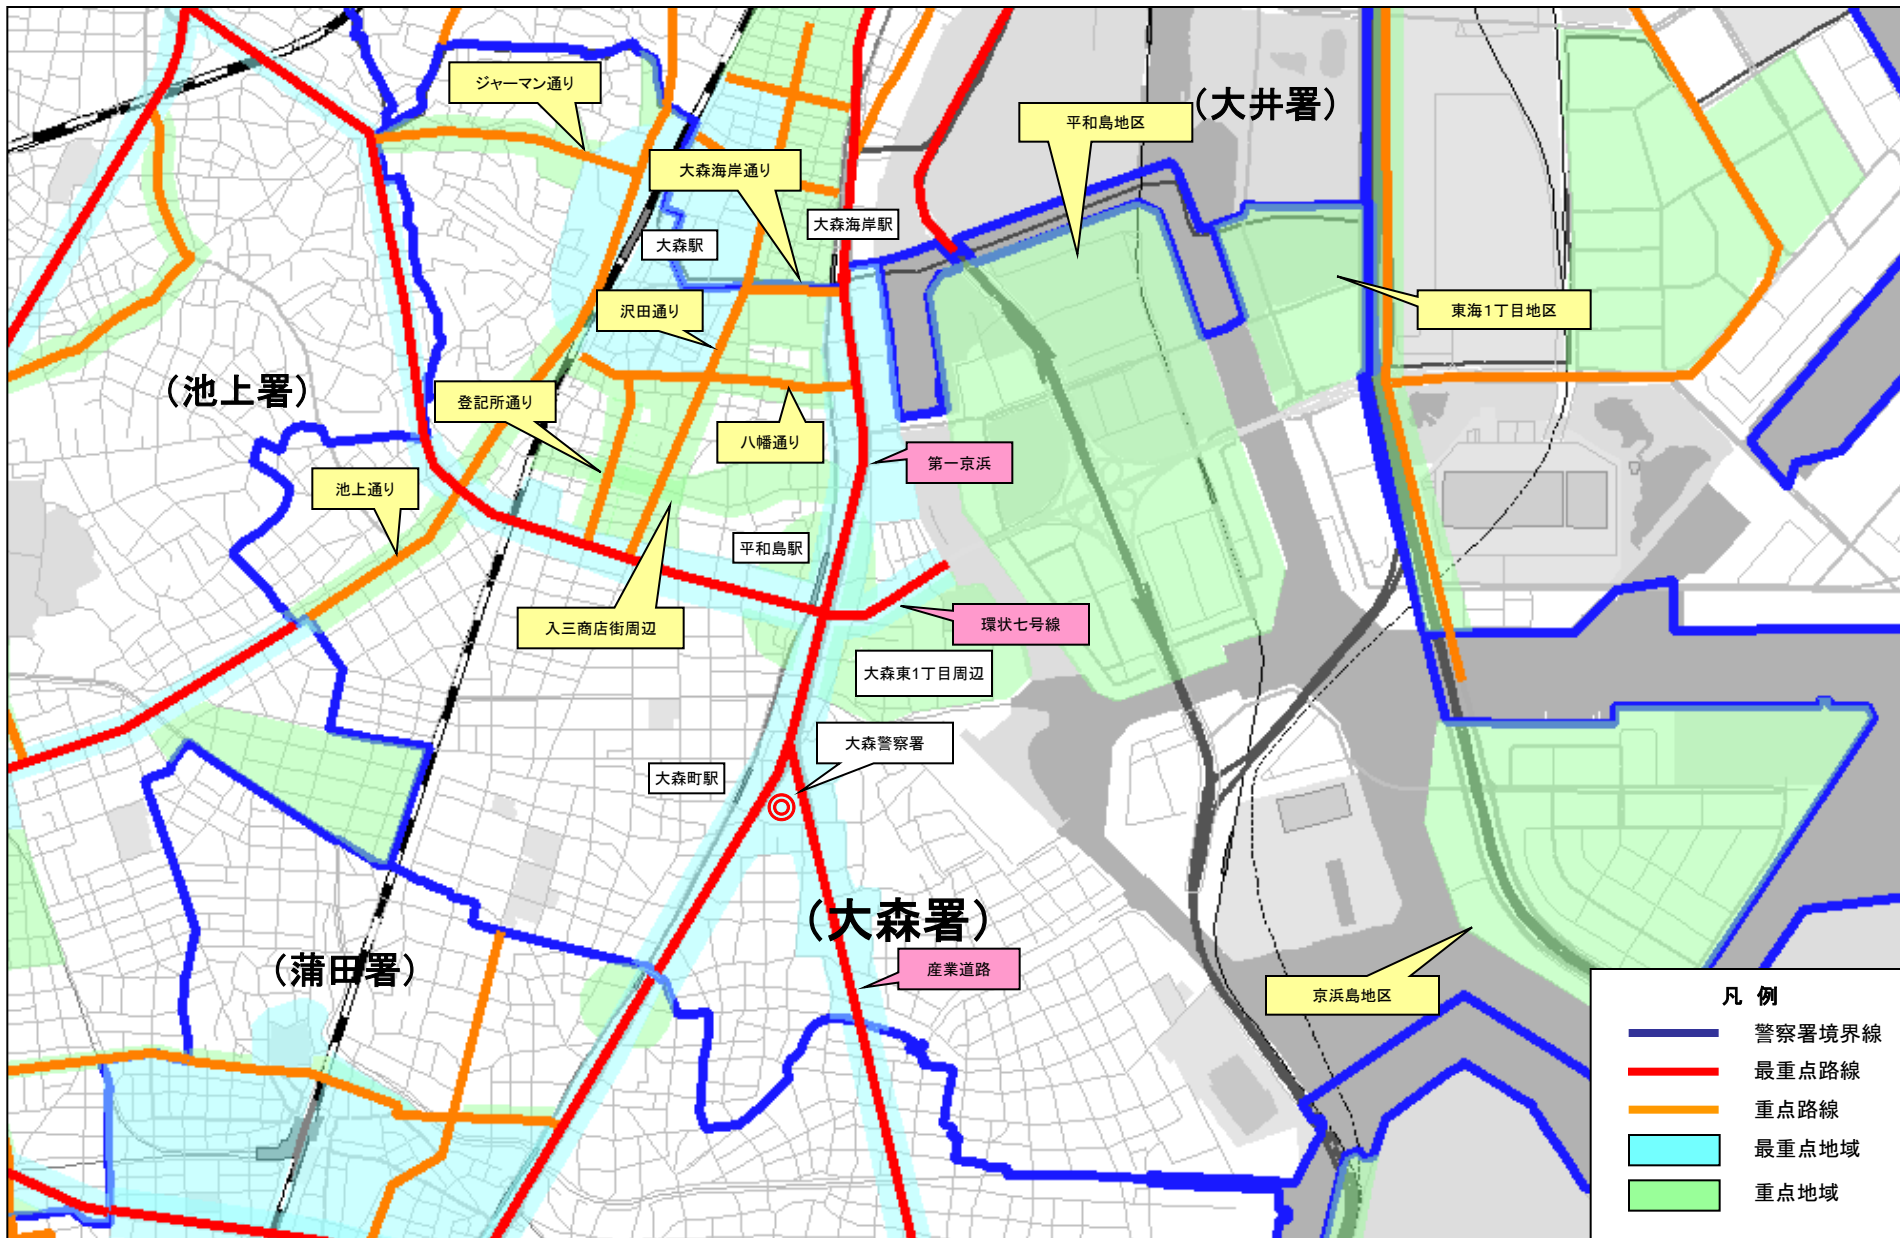 ジャーマン通り
(大井署)
平和島地区
大森海岸通り
大森海岸駅
大森駅
沢田通り
東海1丁目地区
(池上署)
登記所通り
八幡通り
第一京浜
池上通り
平和島駅
入三商店街周辺
環状七号線
大森東1丁目周辺
大森警察署
大森町駅
(大森署)
(蒲田署)
産業道路
京浜島地区
凡 例
警察署境界線
最重点路線
重点路線
最重点地域
重点地域